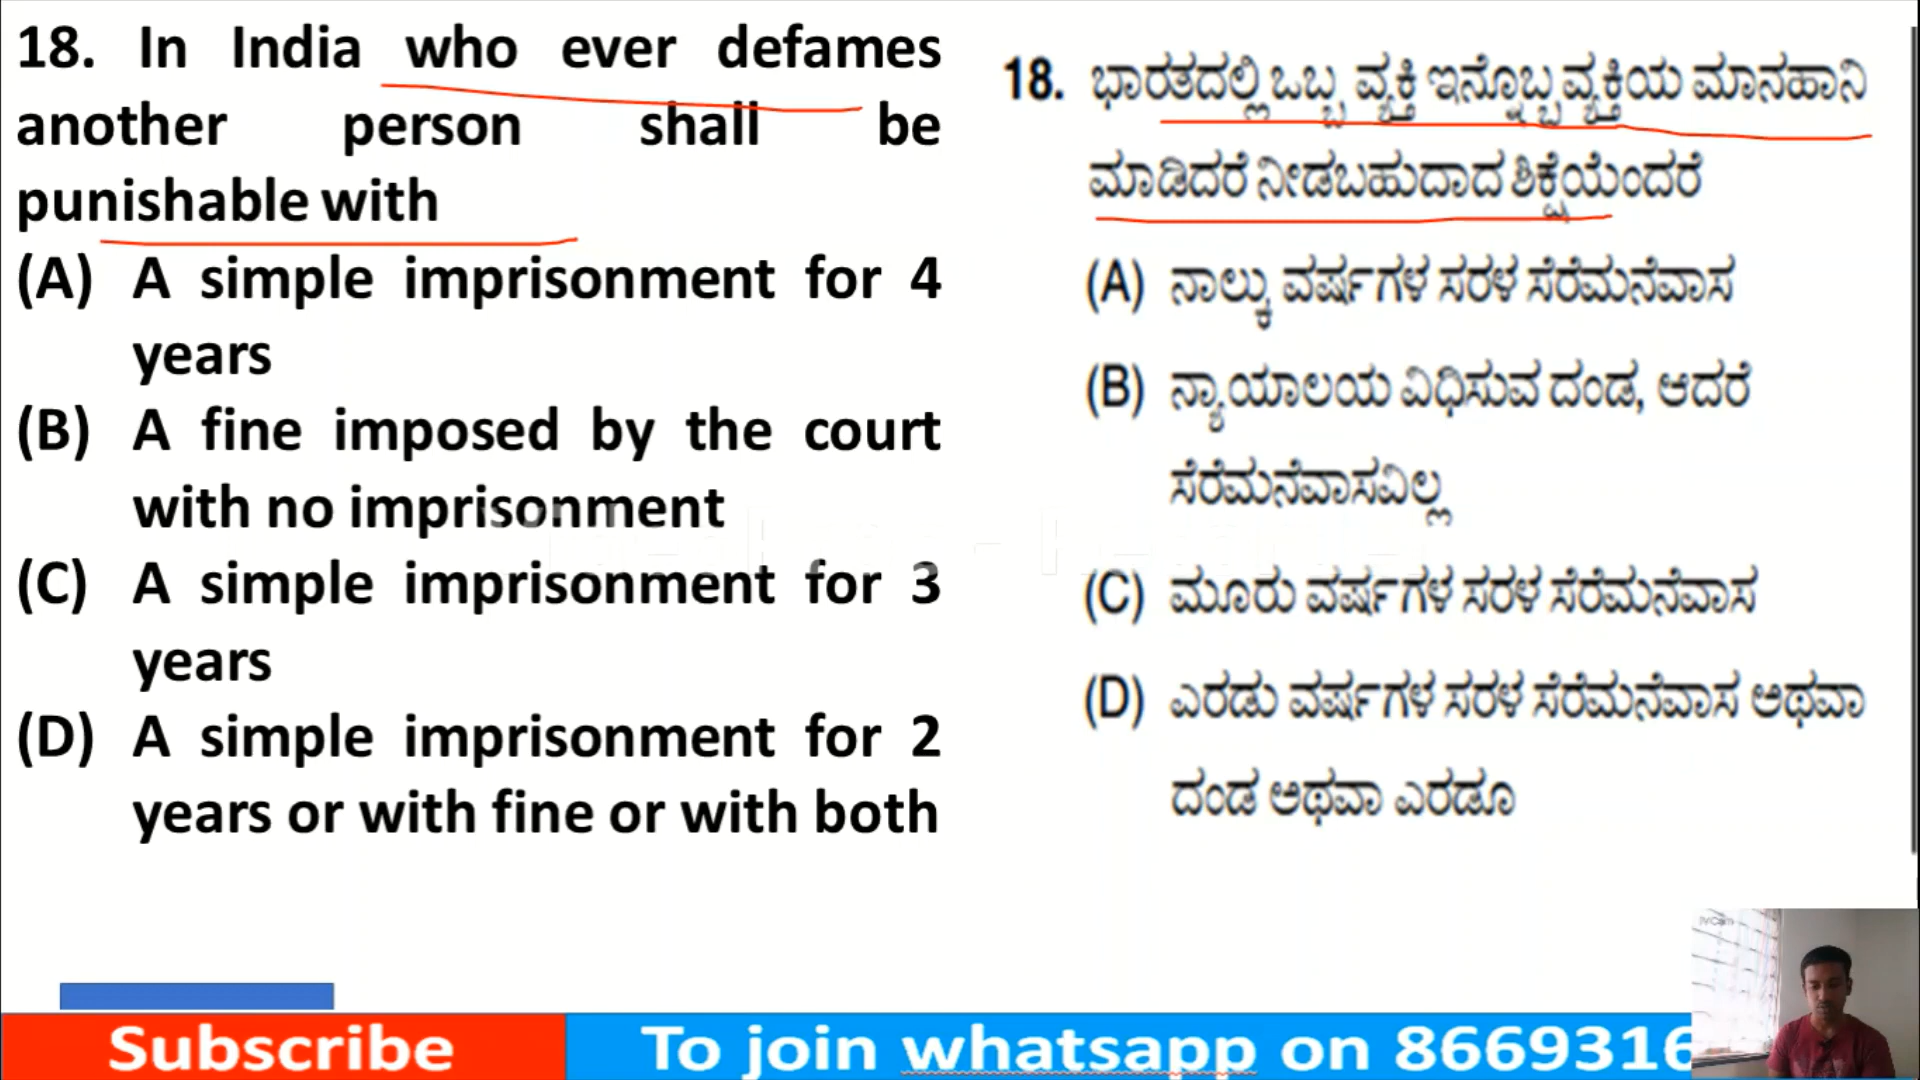 18. In India who ever defames
another person shall be
punishable with
(A) A simple imprisonment for 4
years
(B) A fine imposed by the court
with no imprisonment
(C) A simple imprisonment for 3
years
(D) A simple imprisonment for 2
years or with fine or with both
18. ಭಾರತದಲ್ಲಿ ಒಬ್ಬ ವ್ಯಕ್ತಿ ಇನ್ನೊಬ್ಬ ವ್ಯಕ್ತಿಯ ಮಾನಹಾನಿ
ಮಾಡಿದರೆ ನೀಡಬಹುದಾದ ಶಿಕ್ಷೆಯೆಂದರೆ
(A) ನಾಲ್ಕು ವರ್ಷಗಳ ಸರಳ ಸೆರೆಮನೆವಾಸ
(B) ನ್ಯಾಯಾಲಯ ವಿಧಿಸುವ ದಂಡ, ಆದರೆ
ಸೆರೆಮನೆವಾಸವಿಲ್ಲ
(C) ಮೂರು ವರ್ಷಗಳ ಸರಳ ಸೆರೆಮನೆವಾಸ
(D) ಎರಡು ವರ್ಷಗಳ ಸರಳ ಸೆರೆಮನೆವಾಸ ಅಥವಾ
ದಂಡ ಅಥವಾ ಎರಡೂ
Subscribe
To join whatsapp on 8669316